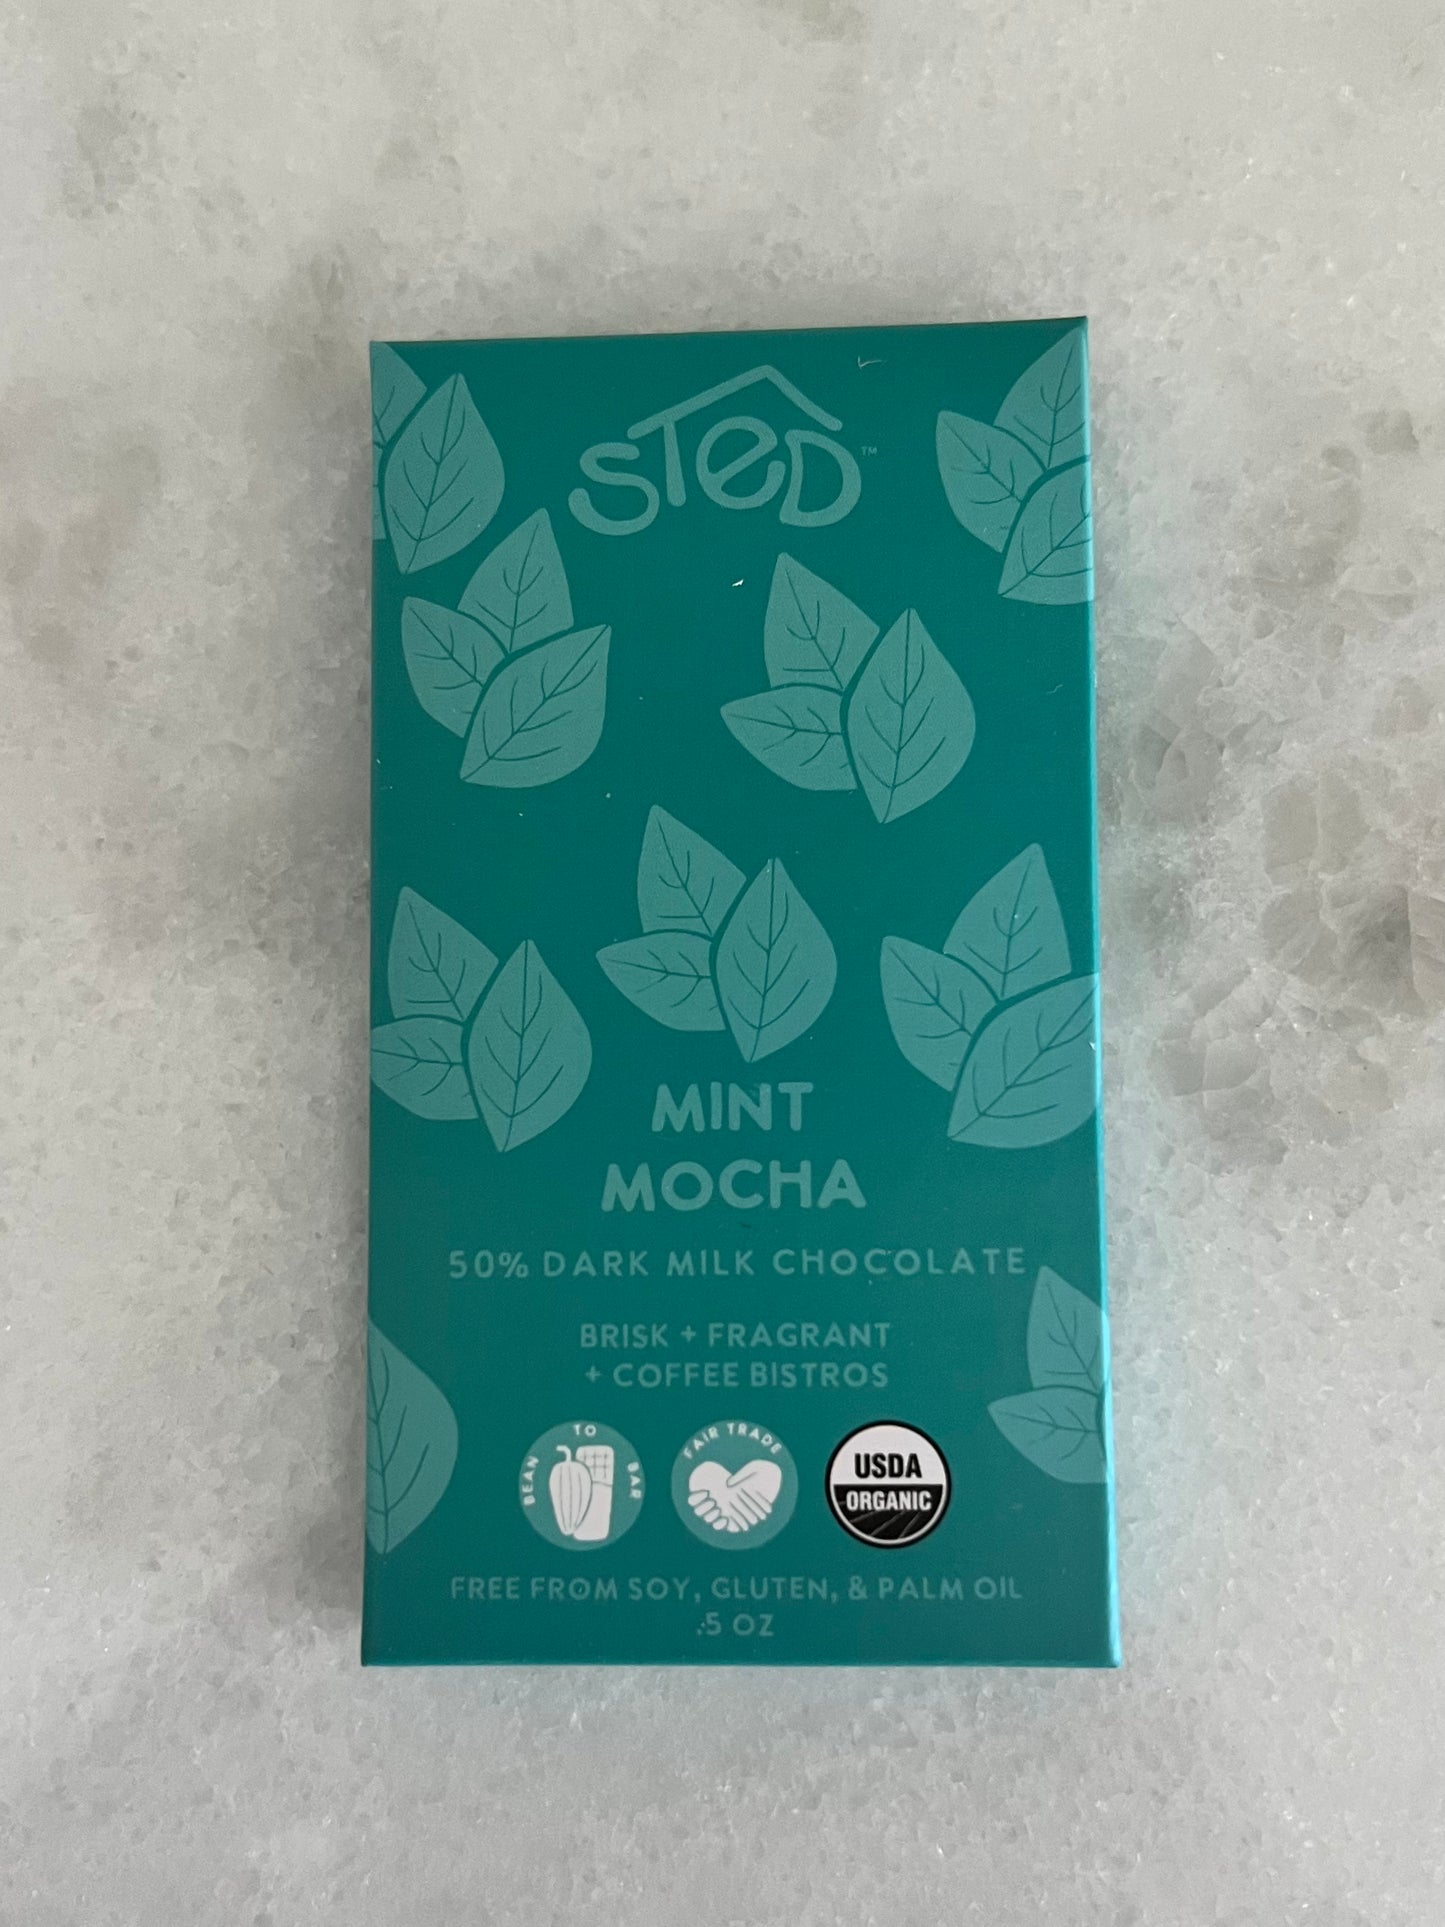 STeD™
MINT
MOCHA
50% DARK MILK CHOCOLATE
BRISK + FRAGRANT
+ COFFEE BISTROS
BEAN TO BAR
FAIR TRADE
USDA
ORGANIC
FREE FROM SOY, GLUTEN, & PALM OIL
.5 OZ